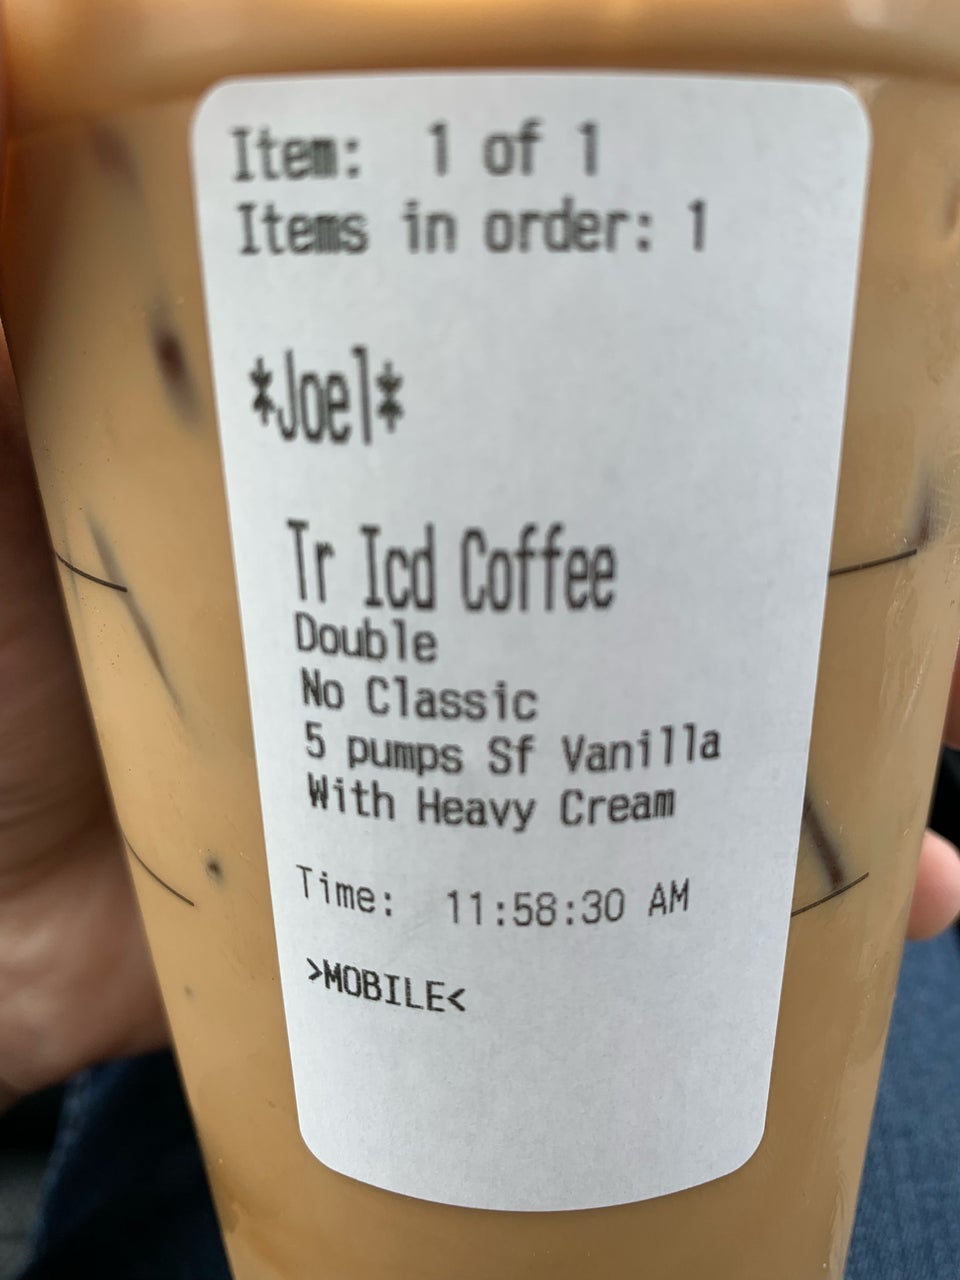 Item: 1 of 1
Items in order: 1
*Joel*
Tr Icd Coffee
Double
No Classic
5 pumps Sf Vanilla
With Heavy Cream
Time: 11:58:30 AM
>MOBILE<